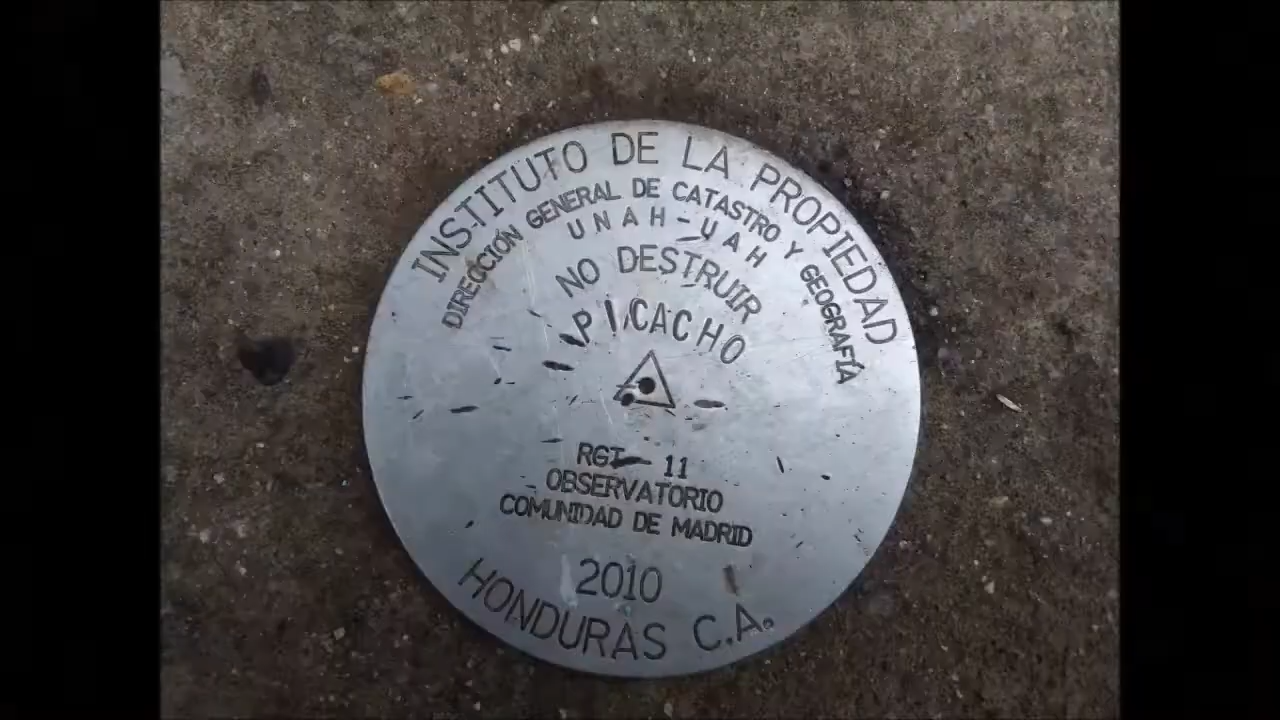 INSTITUTO DE LA PROPIEDAD
DIRECCIÓN GENERAL DE CATASTRO Y GEOGRAFÍA
UNAH-UAH
NO DESTRUIR
PICACHO
RGT - 11
OBSERVATORIO
COMUNIDAD DE MADRID
2010
HONDURAS C.A.